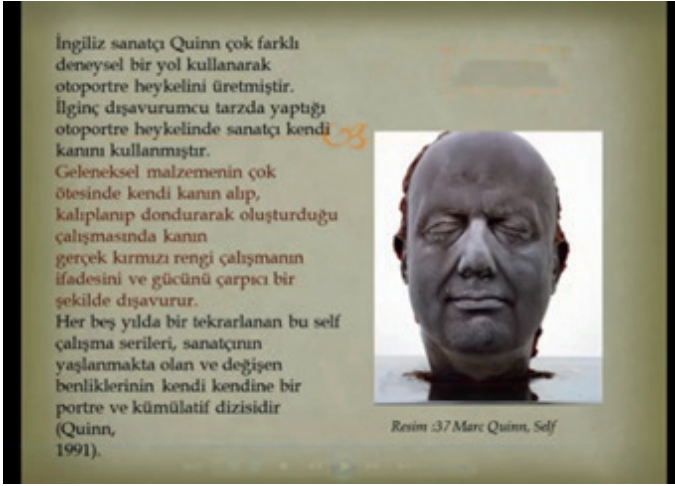 İngiliz sanatçı Quinn çok farklı
deneysel bir yol kullanarak
otoportre heykelini üretmiştir.
İlginç dışavurumcu tarzda yaptığı
otoportre heykelinde sanatçı kendi
kanını kullanmıştır.
Geleneksel malzemenin çok
ötesinde kendi kanın alıp,
kalıplanıp dondurarak oluşturduğu
çalışmasında kanın
gerçek kırmızı rengi çalışmanın
ifadesini ve gücünü çarpıcı bir
şekilde dışavurur.
Her beş yılda bir tekrarlanan bu self
çalışma serileri, sanatçının
yaşlanmakta olan ve değişen
benliklerinin kendi kendine bir
portre ve kümülatif dizisidir
(Quinn,
1991).
Resim :37 Marc Quinn, Self